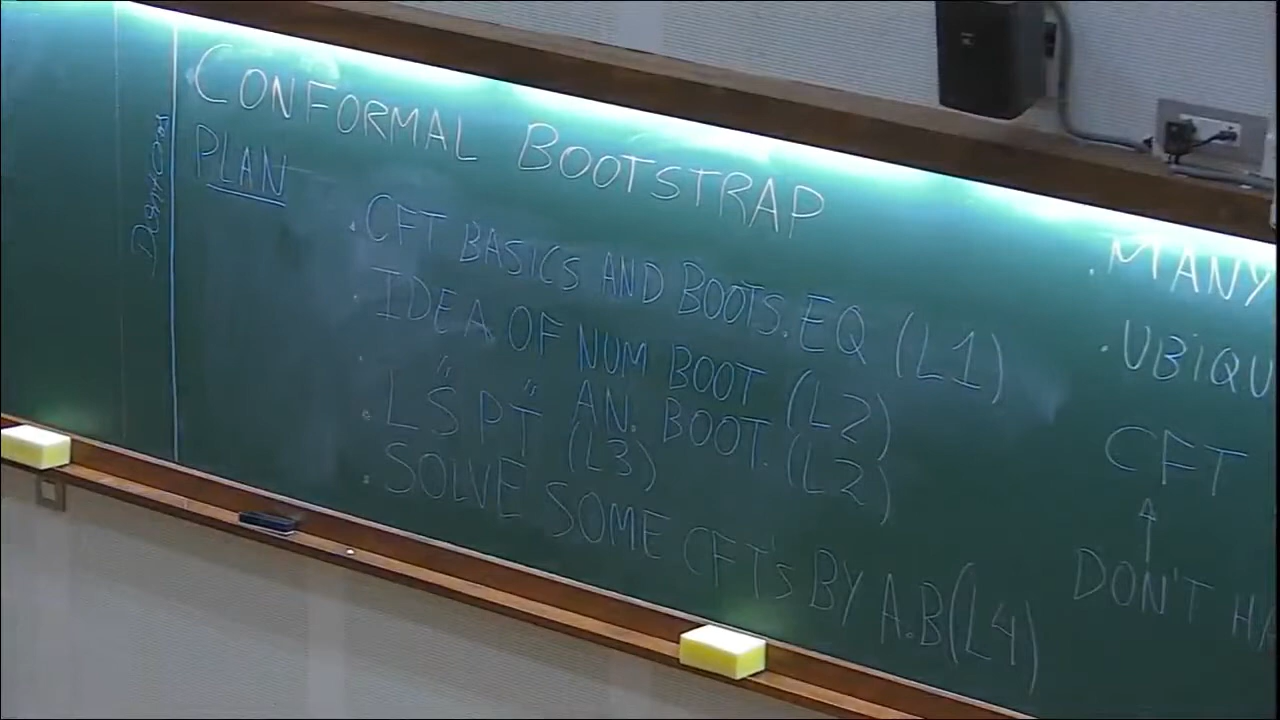 CONFORMAL BOOTSTRAP
PLAN
. CFT BASICS AND BOOTS. EQ (L1)
. IDEA OF NUM BOOT (L2)
. " " AN. BOOT. (L2)
. LSPT (L3)
. SOLVE SOME CFT's BY A.B (L4)
. MANY
. UBIQU
CFT
↑
DON'T HA